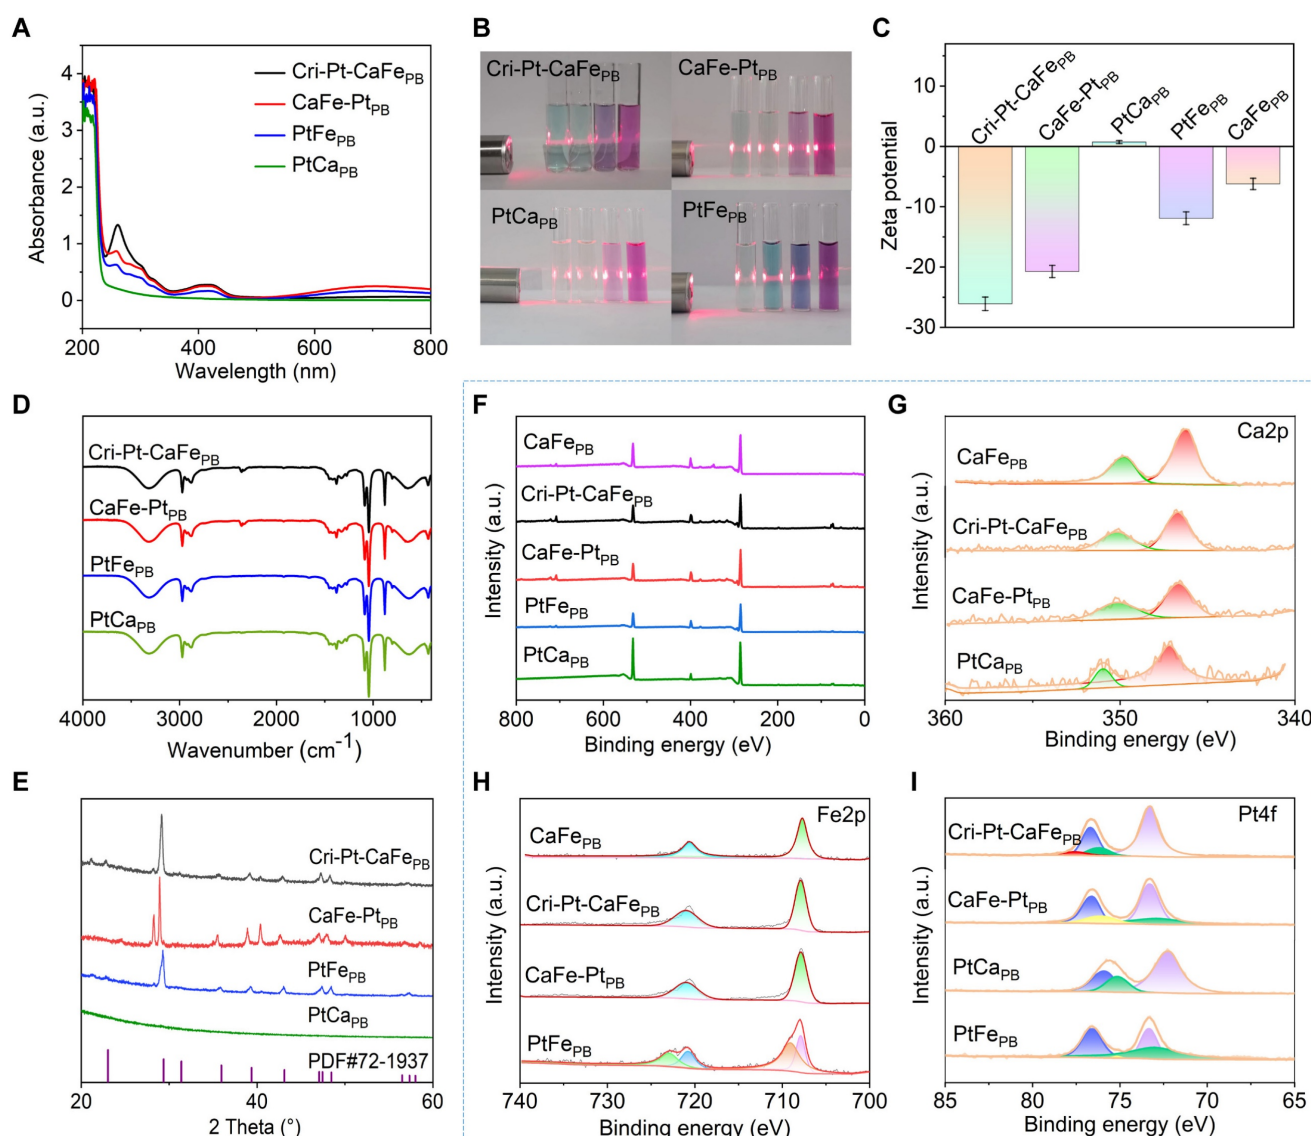 A
Absorbance (a.u.)
4
3
2
1
0
Cri-Pt-CaFePB
CaFe-PtPB
PtFePB
PtCaPB
200
400
600
800
Wavelength (nm)
B
Cri-Pt-CaFePB
CaFe-PtPB
PtCaPB
PtFePB
C
Zeta potential
10
0
-10
-20
-30
Cri-Pt-CaFePB
CaFe-PtPB
PtCaPB
PtFePB
CaFePB
D
Cri-Pt-CaFePB
CaFe-PtPB
PtFePB
PtCaPB
4000
3000
2000
1000
Wavenumber (cm-1)
F
Intensity (a.u.)
CaFePB
Cri-Pt-CaFePB
CaFe-PtPB
PtFePB
PtCaPB
800
600
400
200
0
Binding energy (eV)
G
Ca2p
Intensity (a.u.)
CaFePB
Cri-Pt-CaFePB
CaFe-PtPB
PtCaPB
360
350
340
Binding energy (eV)
E
Cri-Pt-CaFePB
CaFe-PtPB
PtFePB
PtCaPB
PDF#72-1937
20
40
60
2 Theta (°)
H
Fe2p
Intensity (a.u.)
CaFePB
Cri-Pt-CaFePB
CaFe-PtPB
PtFePB
740
730
720
710
700
Binding energy (eV)
I
Pt4f
Intensity (a.u.)
Cri-Pt-CaFePB
CaFe-PtPB
PtCaPB
PtFePB
85
80
75
70
65
Binding energy (eV)